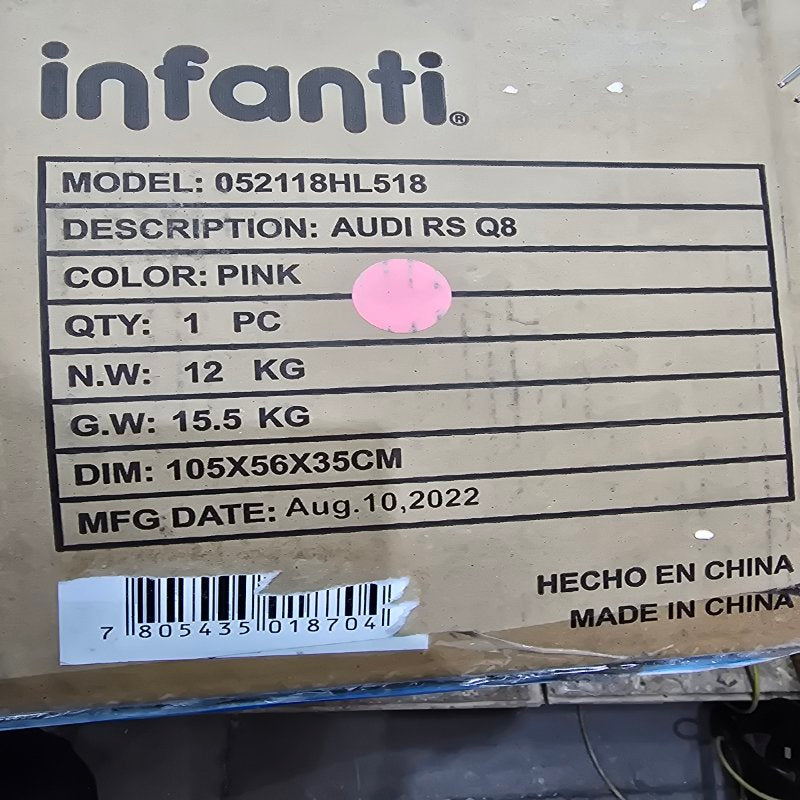 infanti®
MODEL: 052118HL518
DESCRIPTION: AUDI RS Q8
COLOR: PINK
QTY: 1 PC
N.W: 12 KG
G.W: 15.5 KG
DIM: 105X56X35CM
MFG DATE: Aug.10,2022
HECHO EN CHINA
MADE IN CHINA
7 805435 018704